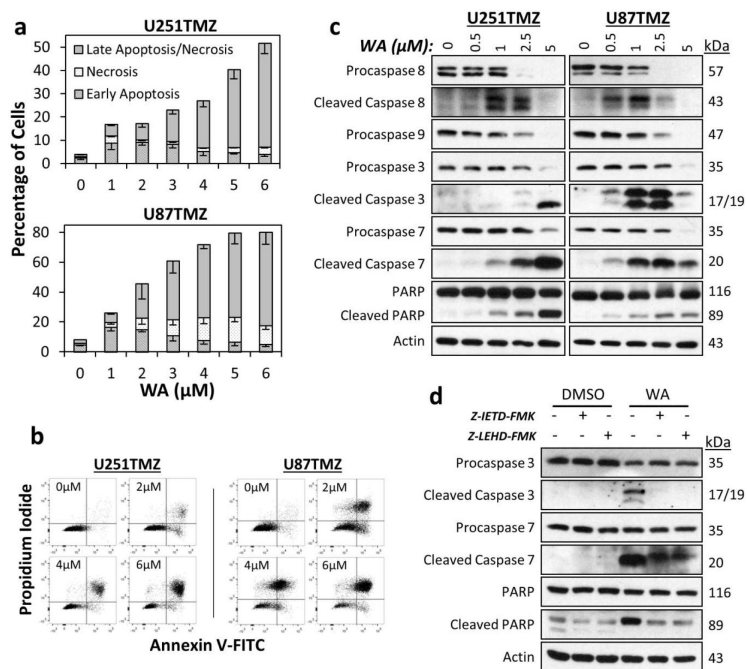 a
U251TMZ
60
50
40
30
20
10
0
Late Apoptosis/Necrosis
Necrosis
Early Apoptosis
0 1 2 3 4 5 6
U87TMZ
80
60
40
20
0
0 1 2 3 4 5 6
Percentage of Cells
WA (µM)
b
U251TMZ U87TMZ
0µM 2µM 0µM 2µM
4µM 6µM 4µM 6µM
Propidium Iodide
Annexin V-FITC
c
U251TMZ U87TMZ
WA (µM): 0 0.5 1 2.5 5 0 0.5 1 2.5 5 kDa
Procaspase 8 57
Cleaved Caspase 8 43
Procaspase 9 47
Procaspase 3 35
Cleaved Caspase 3 17/19
Procaspase 7 35
Cleaved Caspase 7 20
PARP 116
Cleaved PARP 89
Actin 43
d
DMSO WA
Z-IETD-FMK - + - - + -
Z-LEHD-FMK - - + - - +
kDa
Procaspase 3 35
Cleaved Caspase 3 17/19
Procaspase 7 35
Cleaved Caspase 7 20
PARP 116
Cleaved PARP 89
Actin 43